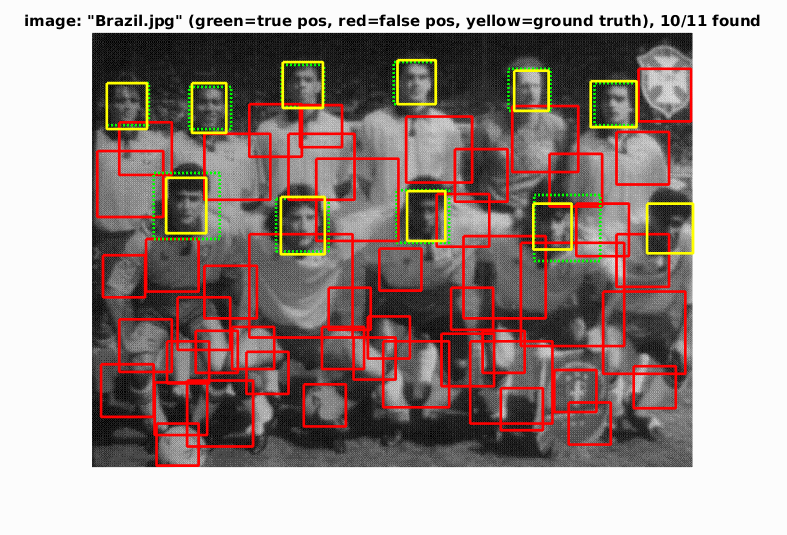 image: "Brazil.jpg" (green=true pos, red=false pos, yellow=ground truth), 10/11 found